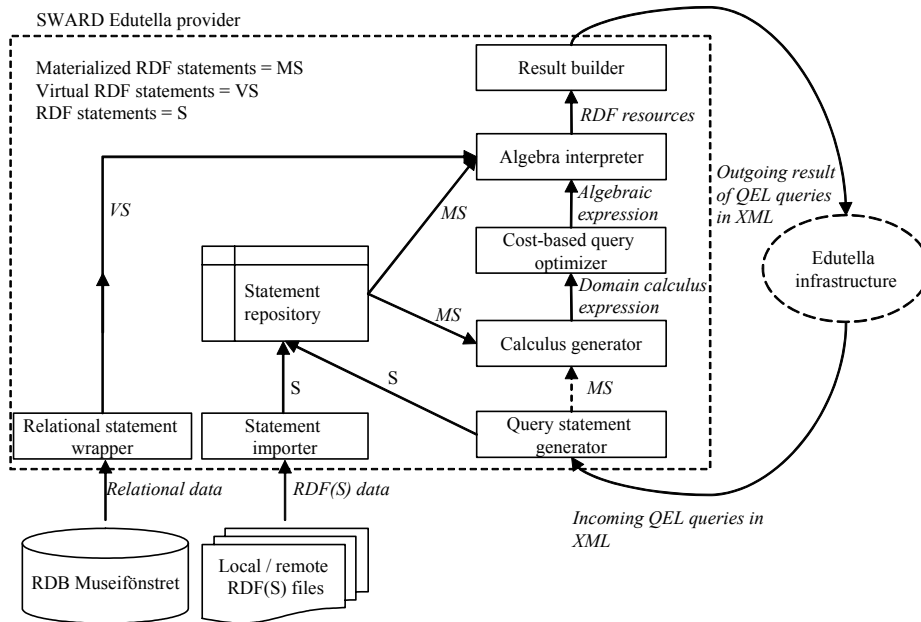 SWARD Edutella provider
Materialized RDF statements = MS
Virtual RDF statements = VS
RDF statements = S
Result builder
RDF resources
Algebra interpreter
Outgoing result
of QEL queries
in XML
Algebraic
expression
VS
MS
Cost-based query
optimizer
Edutella
infrastructure
Statement
repository
Domain calculus
expression
MS
Calculus generator
S
S
MS
Relational statement
wrapper
Statement
importer
Query statement
generator
Relational data
RDF(S) data
Incoming QEL queries in
XML
RDB Museifönstret
Local / remote
RDF(S) files